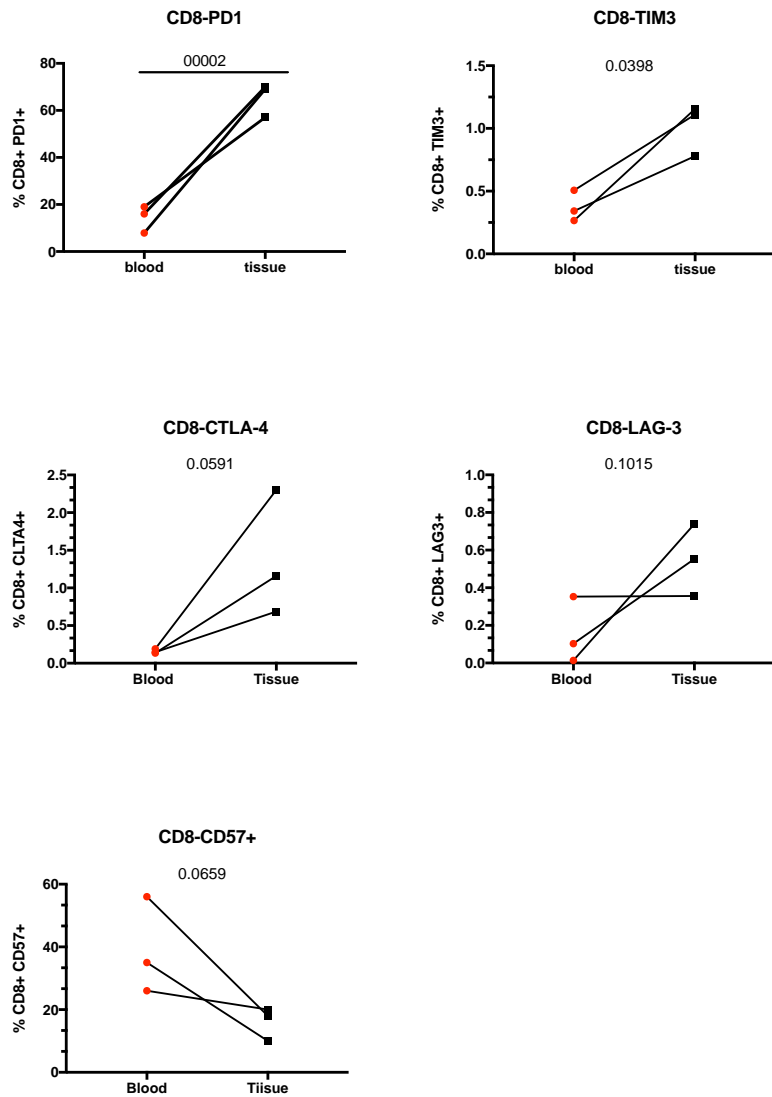 CD8-PD1
00002
80
60
40
20
0
% CD8+ PD1+
blood
tissue
CD8-TIM3
0.0398
1.5
1.0
0.5
0.0
% CD8+ TIM3+
blood
tissue
CD8-CTLA-4
0.0591
2.5
2.0
1.5
1.0
0.5
0.0
% CD8+ CLTA4+
Blood
Tissue
CD8-LAG-3
0.1015
1.0
0.8
0.6
0.4
0.2
0.0
% CD8+ LAG3+
Blood
Tissue
CD8-CD57+
0.0659
60
40
20
0
% CD8+ CD57+
Blood
Tiisue